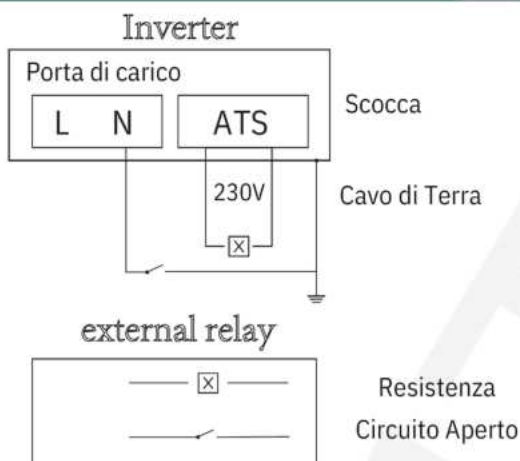 Inverter
Porta di carico
L N ATS
Scocca
230V
Cavo di Terra
X
external relay
X
Resistenza
Circuito Aperto